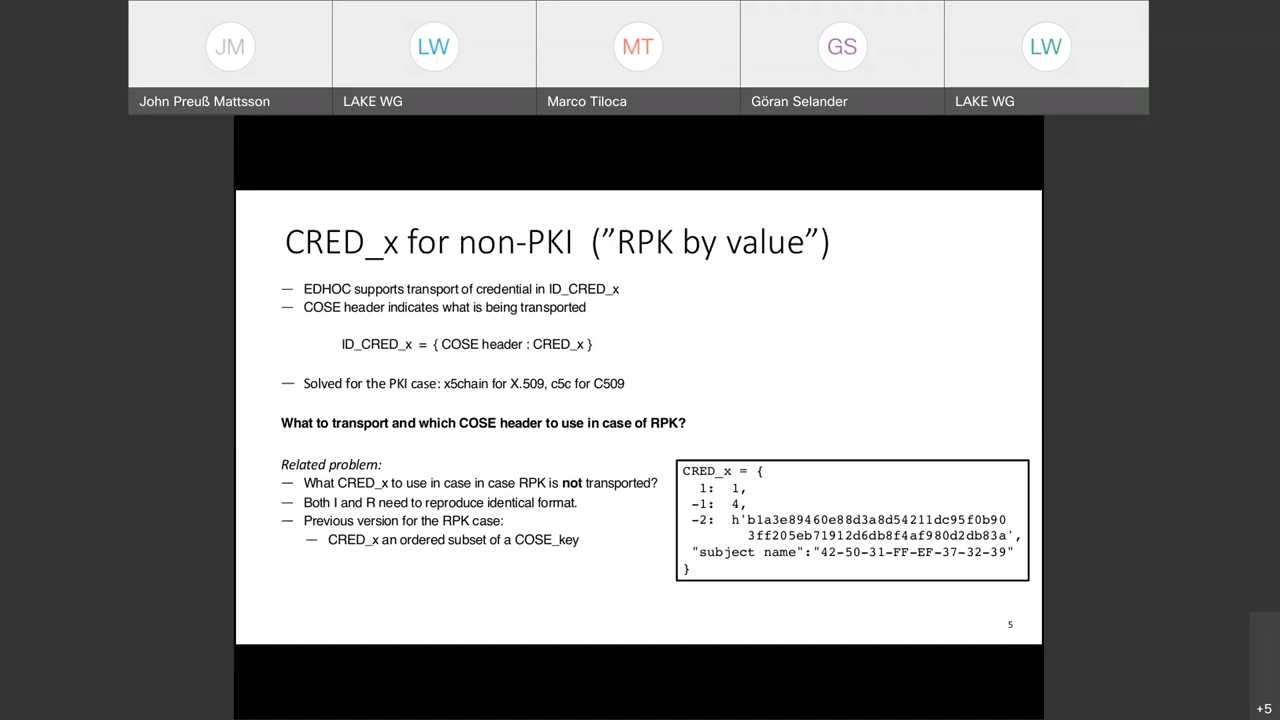 JM
LW
MT
GS
LW
John Preuß Mattsson
LAKE WG
Marco Tiloca
Göran Selander
LAKE WG
CRED_x for non-PKI (”RPK by value”)
— EDHOC supports transport of credential in ID_CRED_x
— COSE header indicates what is being transported
ID_CRED_x = { COSE header : CRED_x }
— Solved for the PKI case: x5chain for X.509, c5c for C509
What to transport and which COSE header to use in case of RPK?
Related problem:
— What CRED_x to use in case in case RPK is not transported?
— Both I and R need to reproduce identical format.
— Previous version for the RPK case:
— CRED_x an ordered subset of a COSE_key
CRED_x = {
1: 1,
-1: 4,
-2: h'b1a3e89460e88d3a8d54211dc95f0b90
3ff205eb71912d6db8f4af980d2db83a',
"subject name":"42-50-31-FF-EF-37-32-39"
}
5
+5